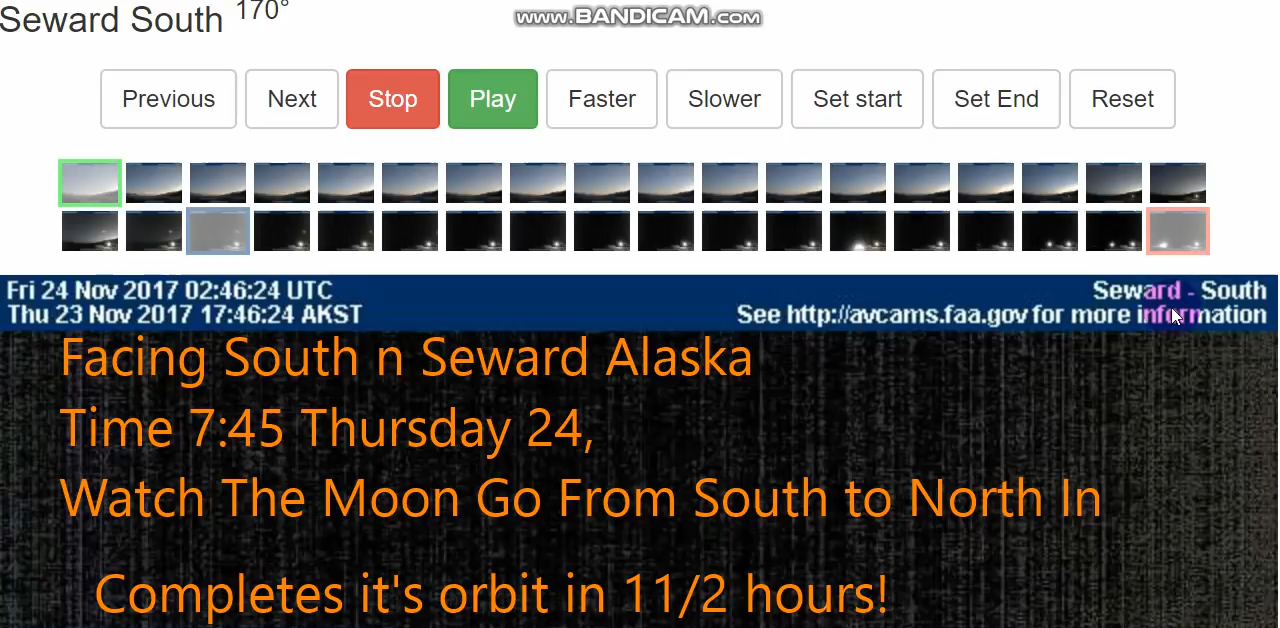 Seward South 170°
www.BANDICAM.com
Previous Next Stop Play Faster Slower Set start Set End Reset
Fri 24 Nov 2017 02:46:24 UTC Seward - South
Thu 23 Nov 2017 17:46:24 AKST See http://avcams.faa.gov for more information
Facing South n Seward Alaska
Time 7:45 Thursday 24,
Watch The Moon Go From South to North In
Completes it's orbit in 11/2 hours!